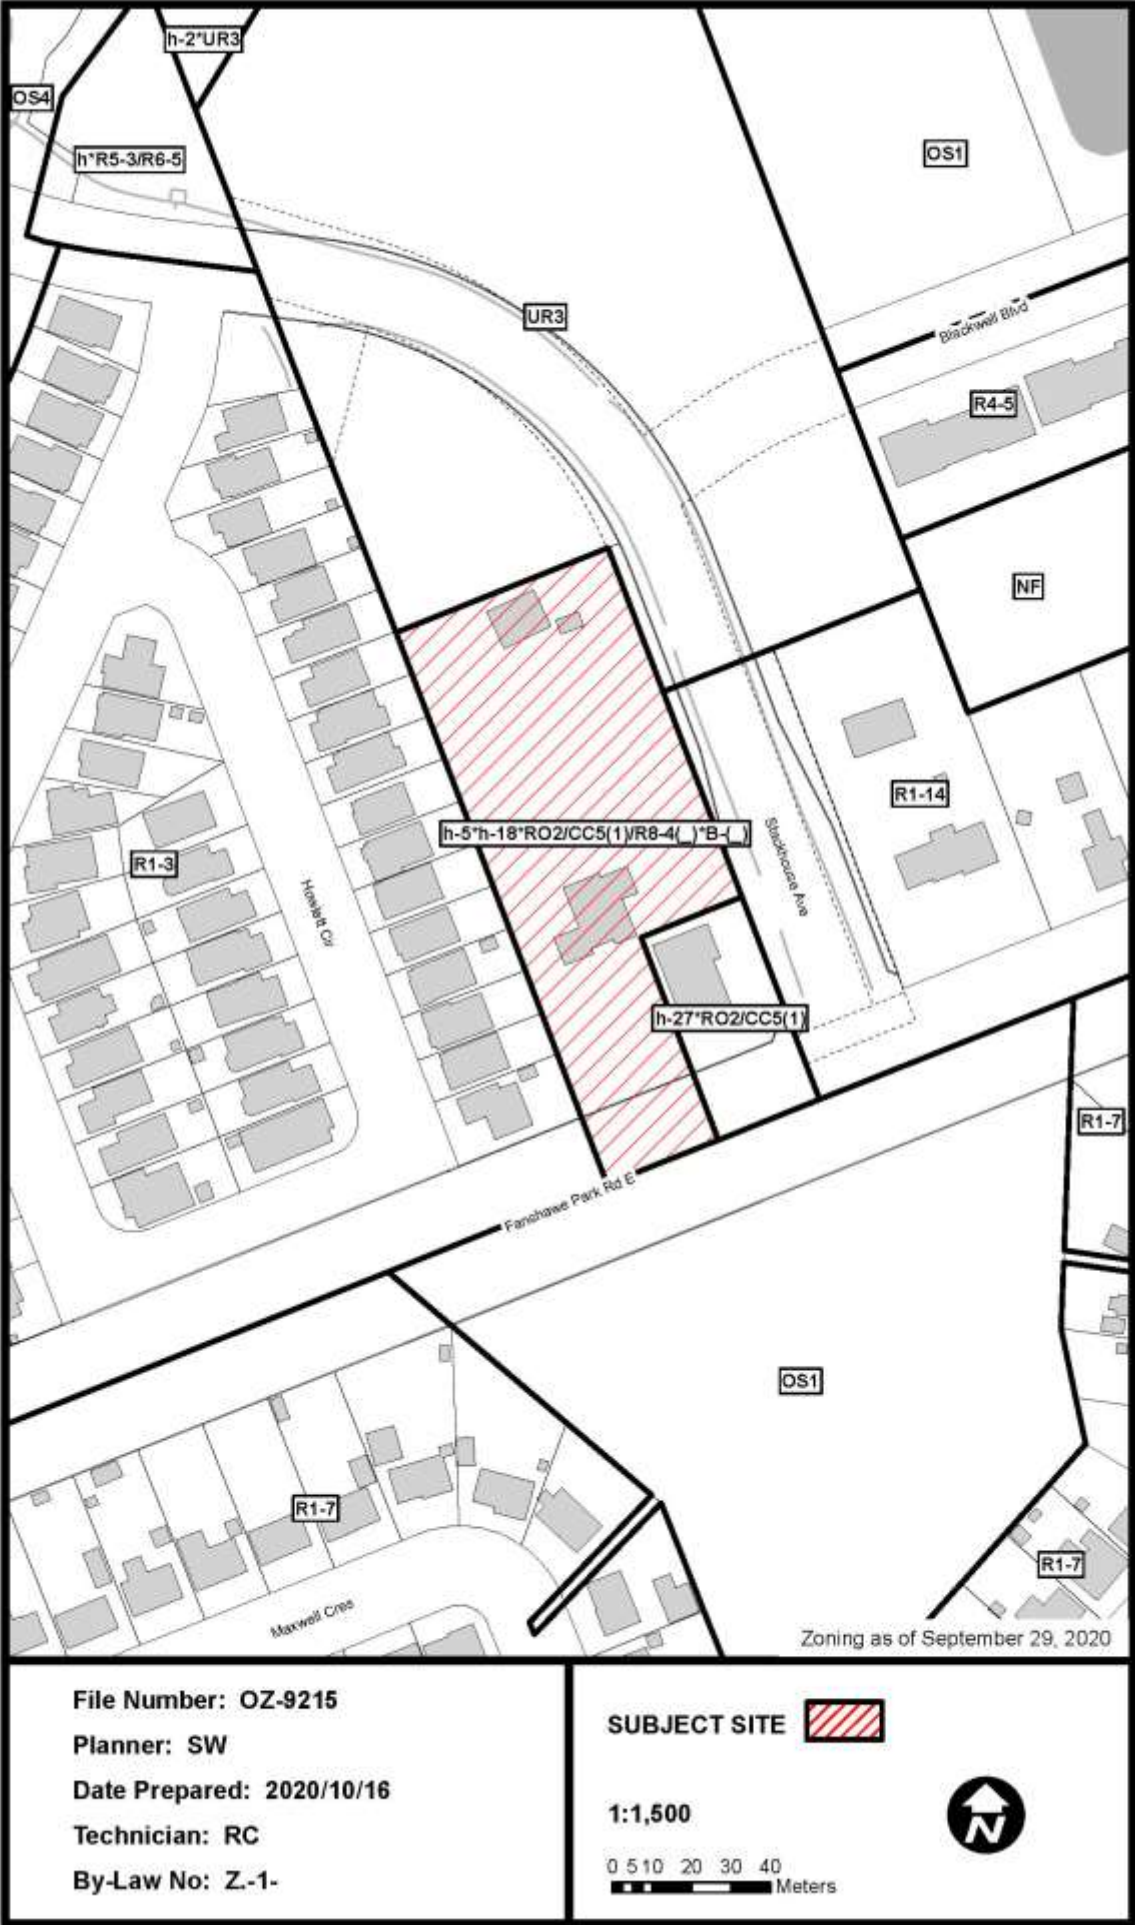 h-2*UR3
OS4
h*R5-3/R6-5
OS1
UR3
Blackwell Blvd
R4-5
NF
R1-14
h-5*h-18*RO2/CC5(1)/R8-4(_)*B-(_)
R1-3
Howlett Cir
Stackhouse Ave
h-27*RO2/CC5(1)
R1-7
Fanshawe Park Rd E
OS1
R1-7
R1-7
Maxwell Cres
Zoning as of September 29, 2020
File Number: OZ-9215
Planner: SW
Date Prepared: 2020/10/16
Technician: RC
By-Law No: Z.-1-
SUBJECT SITE
1:1,500
N
0 5 10 20 30 40
Meters